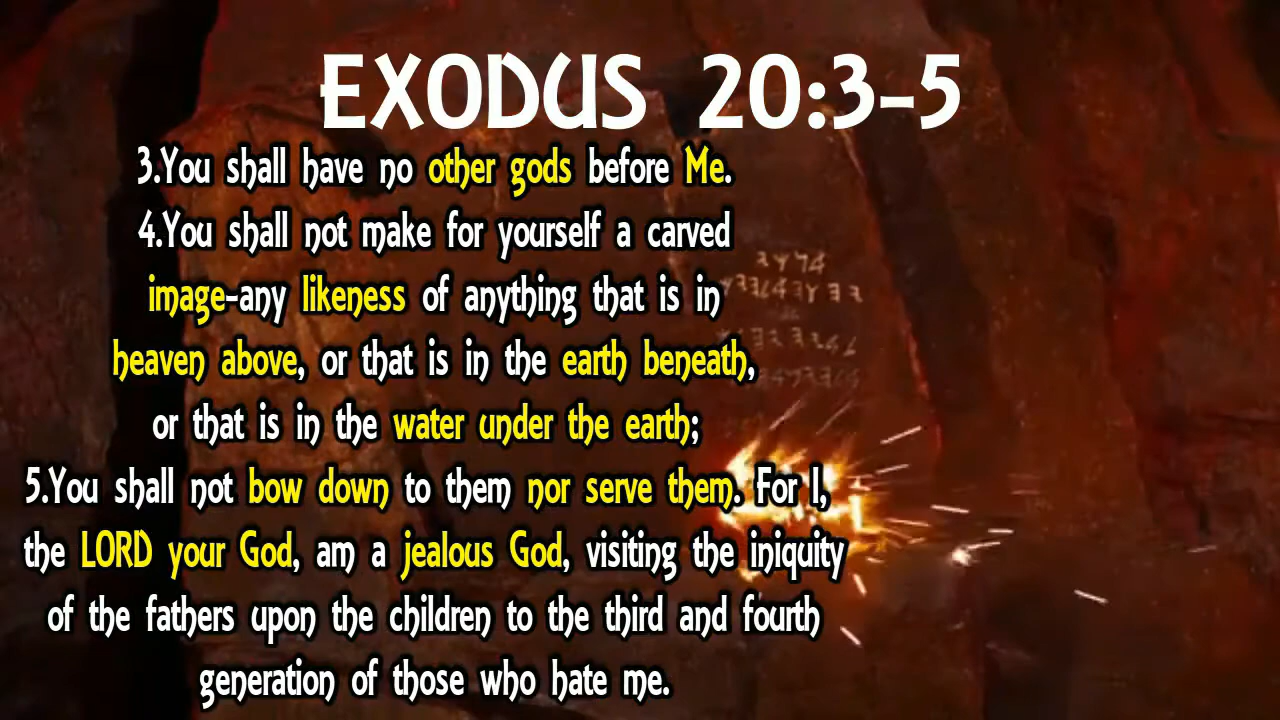 EXODUS 20:3-5
3.You shall have no other gods before Me.
4.You shall not make for yourself a carved
image-any likeness of anything that is in
heaven above, or that is in the earth beneath,
or that is in the water under the earth;
5.You shall not bow down to them nor serve them. For I,
the LORD your God, am a jealous God, visiting the iniquity
of the fathers upon the children to the third and fourth
generation of those who hate me.